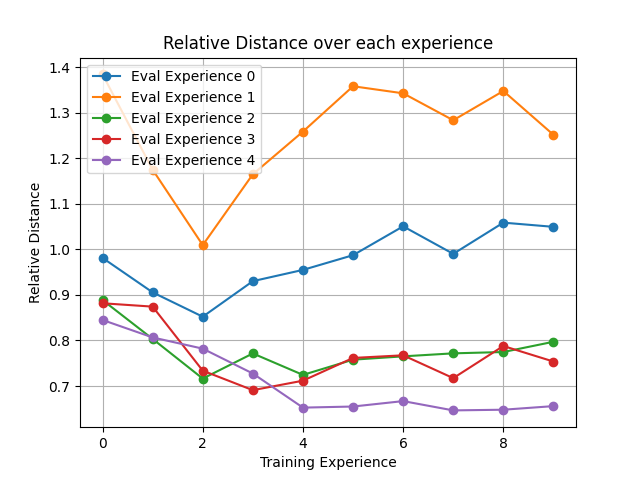 Relative Distance over each experience
Relative Distance
1.4
1.3
1.2
1.1
1.0
0.9
0.8
0.7
Eval Experience 0
Eval Experience 1
Eval Experience 2
Eval Experience 3
Eval Experience 4
0 2 4 6 8
Training Experience